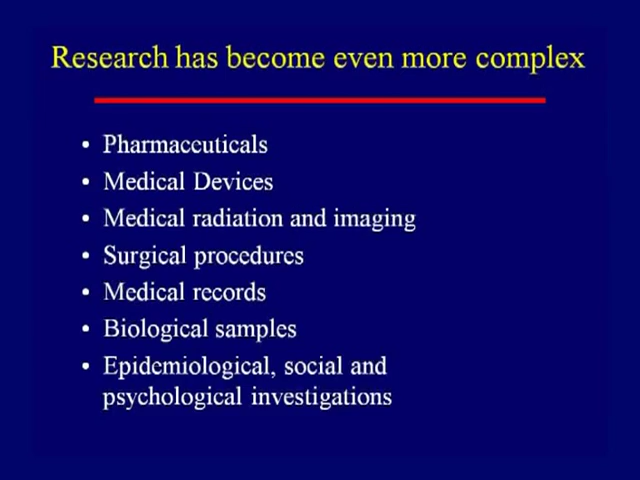 Research has become even more complex
• Pharmaceuticals
• Medical Devices
• Medical radiation and imaging
• Surgical procedures
• Medical records
• Biological samples
• Epidemiological, social and
psychological investigations